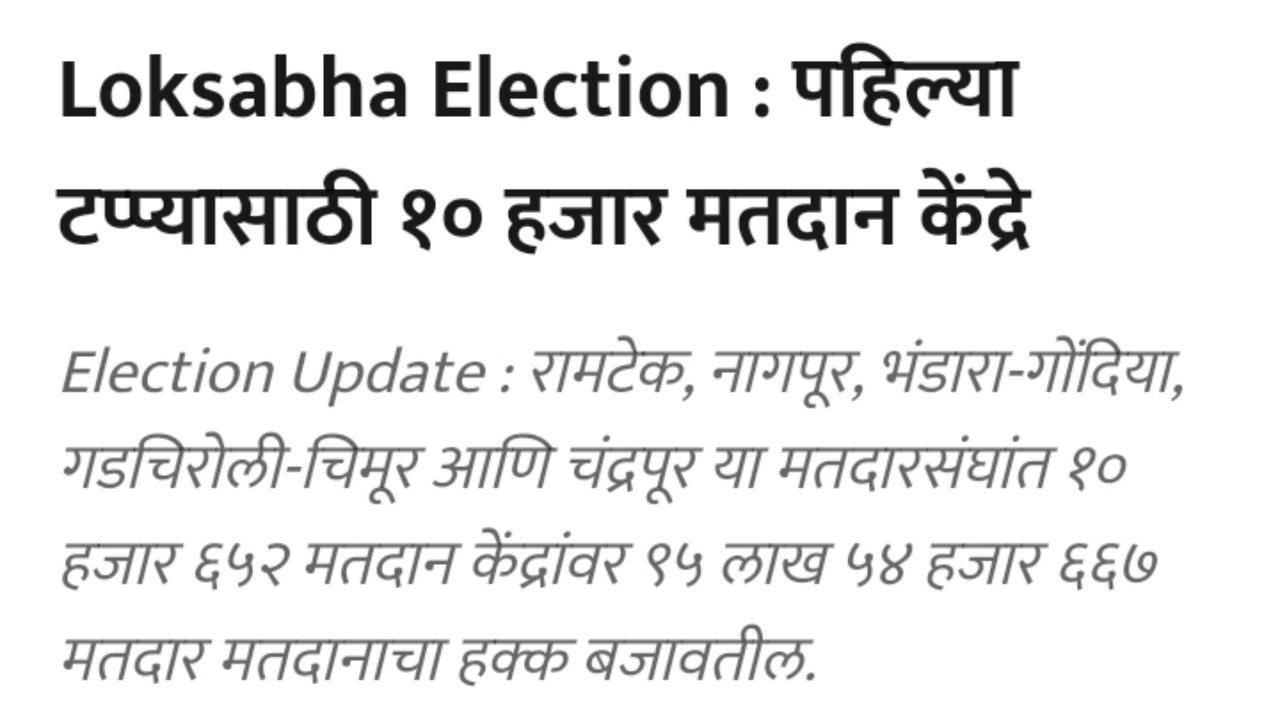 Loksabha Election : पहिल्या
टप्प्यासाठी १० हजार मतदान केंद्रे
Election Update : रामटेक, नागपूर, भंडारा-गोंदिया,
गडचिरोली-चिमूर आणि चंद्रपूर या मतदारसंघांत १०
हजार ६५२ मतदान केंद्रांवर ९५ लाख ५४ हजार ६६७
मतदार मतदानाचा हक्क बजावतील.